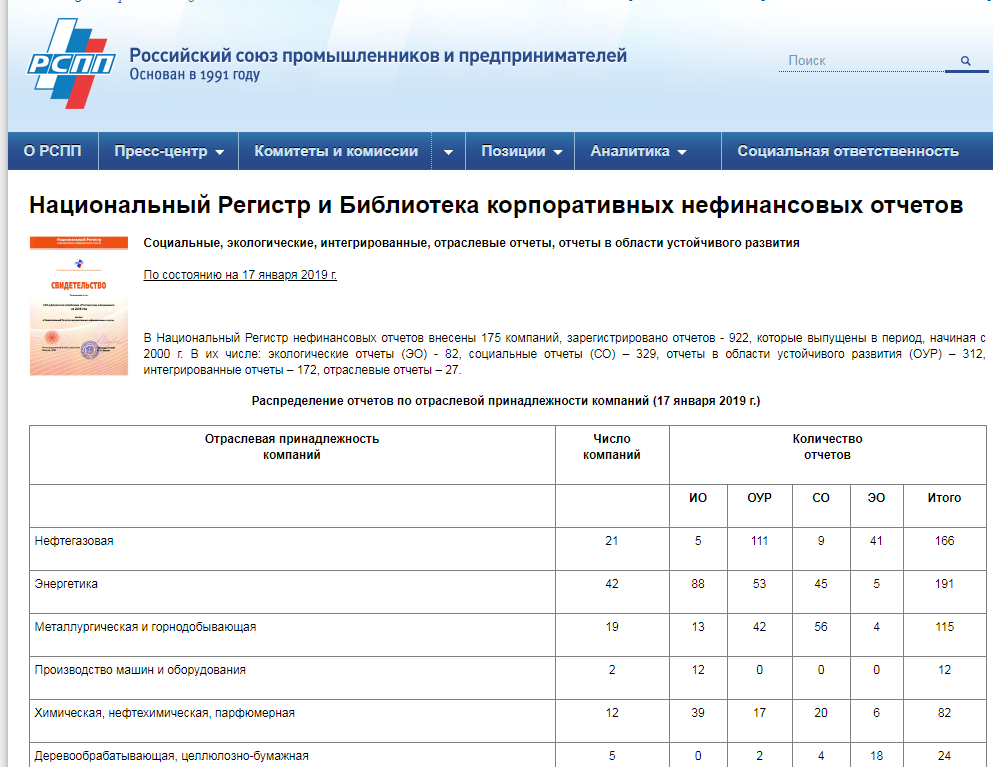 РСПП
Российский союз промышленников и предпринимателей
Основан в 1991 году
Поиск
О РСПП Пресс-центр Комитеты и комиссии Позиции Аналитика Социальная ответственность
Национальный Регистр и Библиотека корпоративных нефинансовых отчетов
Национальный Регистр
СВИДЕТЕЛЬСТВО
Социальные, экологические, интегрированные, отраслевые отчеты, отчеты в области устойчивого развития
По состоянию на 17 января 2019 г.
В Национальный Регистр нефинансовых отчетов внесены 175 компаний, зарегистрировано отчетов - 922, которые выпущены в период, начиная с
2000 г. В их числе: экологические отчеты (ЭО) - 82, социальные отчеты (СО) – 329, отчеты в области устойчивого развития (ОУР) – 312,
интегрированные отчеты – 172, отраслевые отчеты – 27.
Распределение отчетов по отраслевой принадлежности компаний (17 января 2019 г.)
Отраслевая принадлежность
компаний
Число
компаний
Количество
отчетов
ИО ОУР СО ЭО Итого
Нефтегазовая 21 5 111 9 41 166
Энергетика 42 88 53 45 5 191
Металлургическая и горнодобывающая 19 13 42 56 4 115
Производство машин и оборудования 2 12 0 0 0 12
Химическая, нефтехимическая, парфюмерная 12 39 17 20 6 82
Деревообрабатывающая, целлюлозно-бумажная 5 0 2 4 18 24